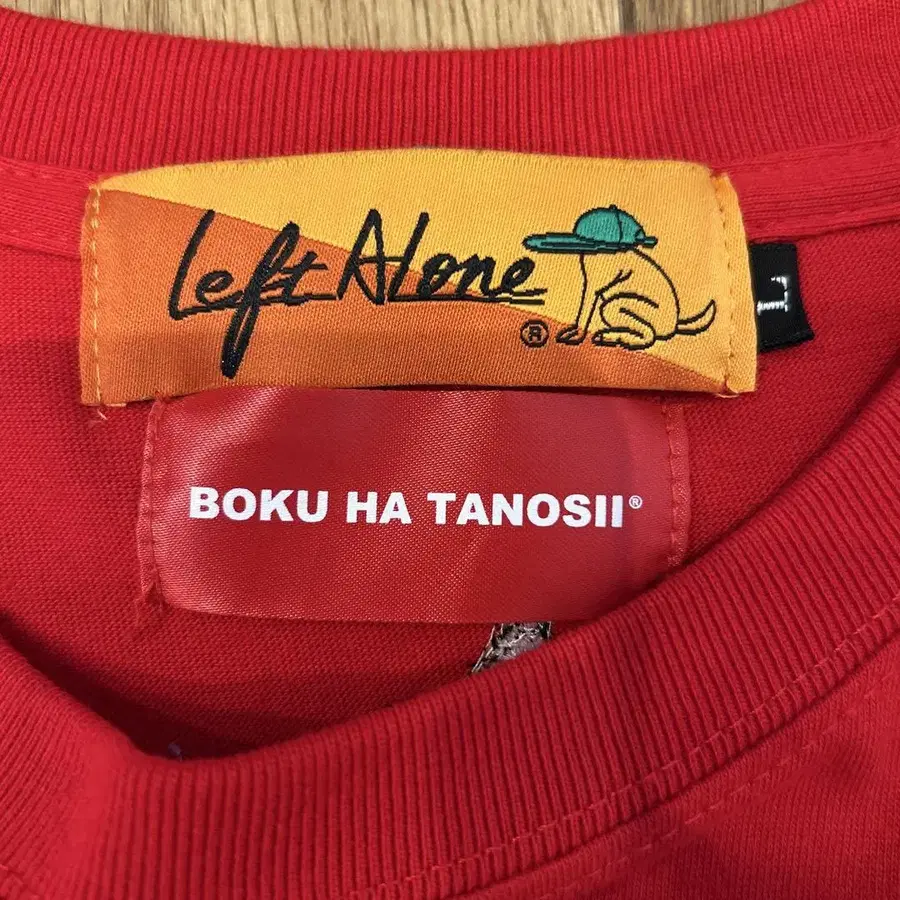 Left Alone
®
L
BOKU HA TANOSII®